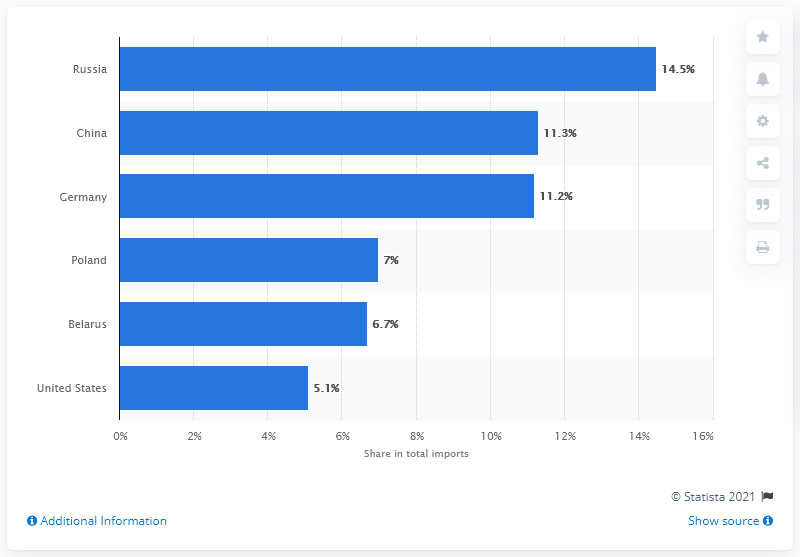 Russia 14.5%
China 11.3%
Germany 11.2%
Poland 7%
Belarus 6.7%
United States 5.1%
0% 2% 4% 6% 8% 10% 12% 14% 16%
Share in total imports
© Statista 2021
Additional Information Show source